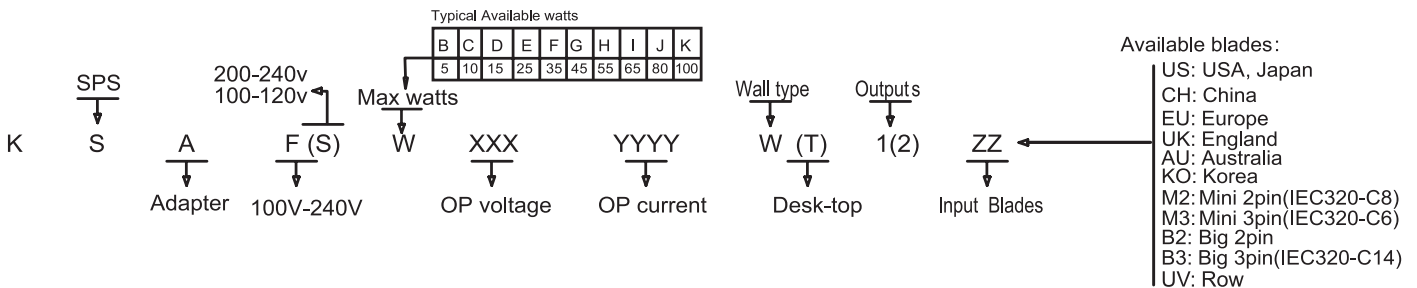 Typical Available watts
B C D E F G H I J K
5 10 15 25 35 45 55 65 80 100
SPS
200-240v
100-120v
Max watts
Wall type
Outputs
K S A F (S) W XXX YYYY W (T) 1(2) ZZ
Adapter
100V-240V
OP voltage
OP current
Desk-top
Input Blades
Available blades:
US: USA, Japan
CH: China
EU: Europe
UK: England
AU: Australia
KO: Korea
M2: Mini 2pin(IEC320-C8)
M3: Mini 3pin(IEC320-C6)
B2: Big 2pin
B3: Big 3pin(IEC320-C14)
UV: Row